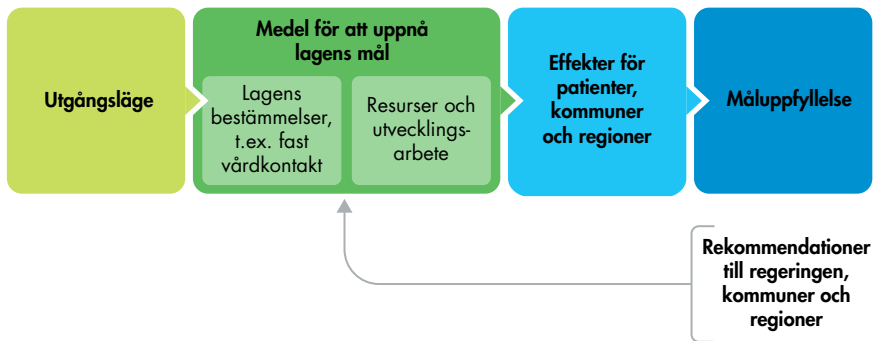 Utgångsläge
Medel för att uppnå
lagens mål
Lagens
bestämmelser,
t.ex. fast
vårdkontakt
Resurser och
utvecklings-
arbete
Effekter för
patienter,
kommuner
och regioner
Måluppfyllelse
Rekommendationer
till regeringen,
kommuner och
regioner